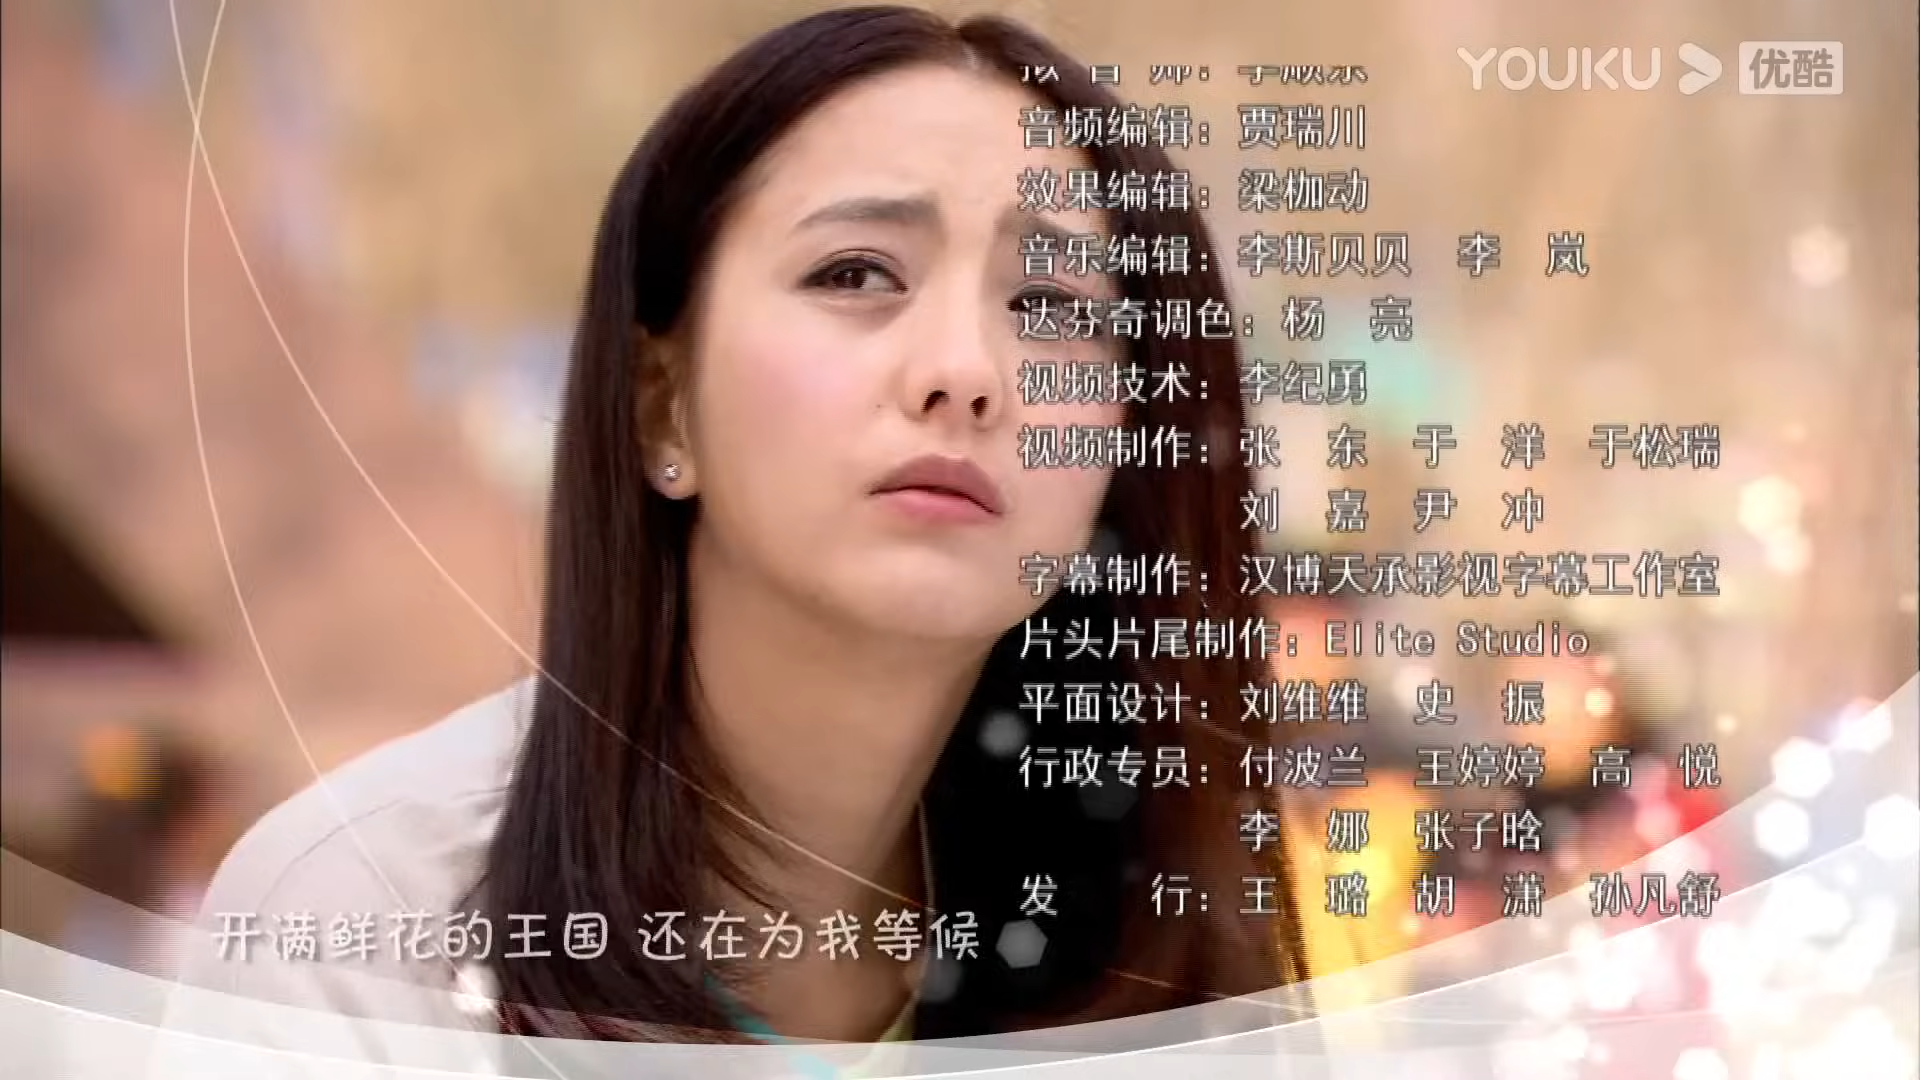 YOUKU 优酷
音频编辑：贾瑞川
效果编辑：梁枷动
音乐编辑：李斯贝贝 李 岚
达芬奇调色：杨 亮
视频技术：李纪勇
视频制作：张 东 于 洋 于松瑞
刘 嘉 尹 冲
字幕制作：汉博天承影视字幕工作室
片头片尾制作：Elite Studio
平面设计：刘维维 史 振
行政专员：付波兰 王婷婷 高 悦
李 娜 张子晗
发 行：王 璐 胡 潇 孙凡舒
开满鲜花的王国 还在为我等候